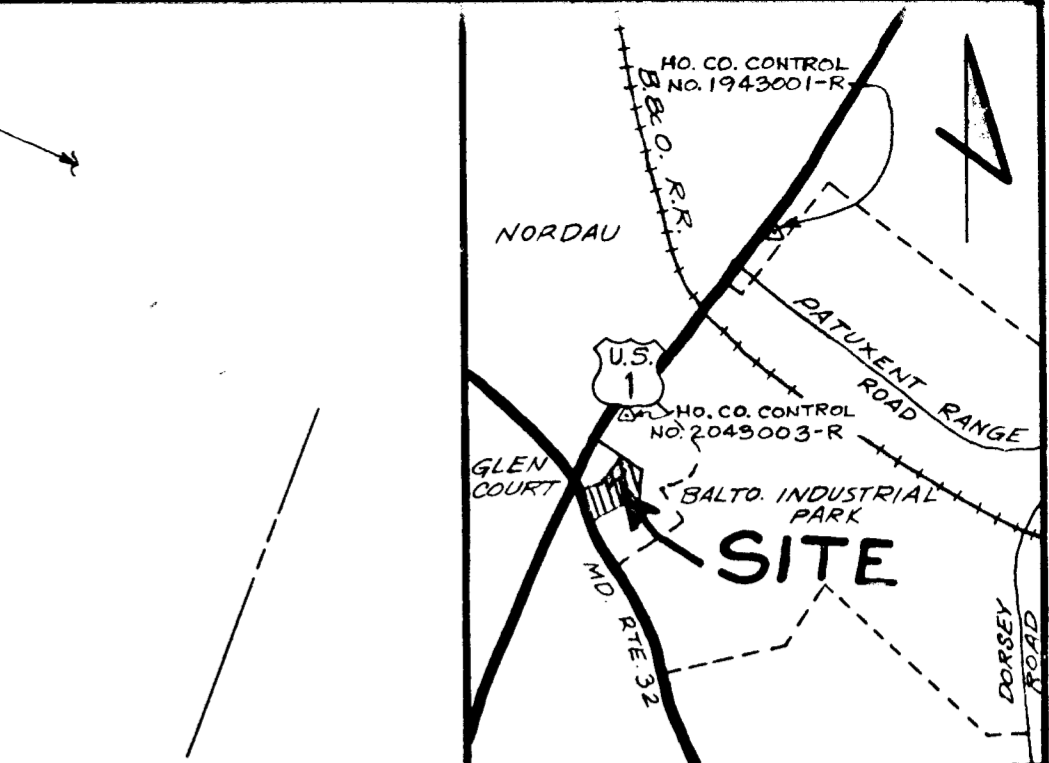 HO. CO. CONTROL
NO. 1943001-R
B.&O. R.R.
NORDAU
PATUXENT RANGE
ROAD
U.S.
1
HO. CO. CONTROL
NO. 2043003-R
GLEN
COURT
BALTO. INDUSTRIAL
PARK
SITE
MD. RTE. 32
DORSEY
ROAD